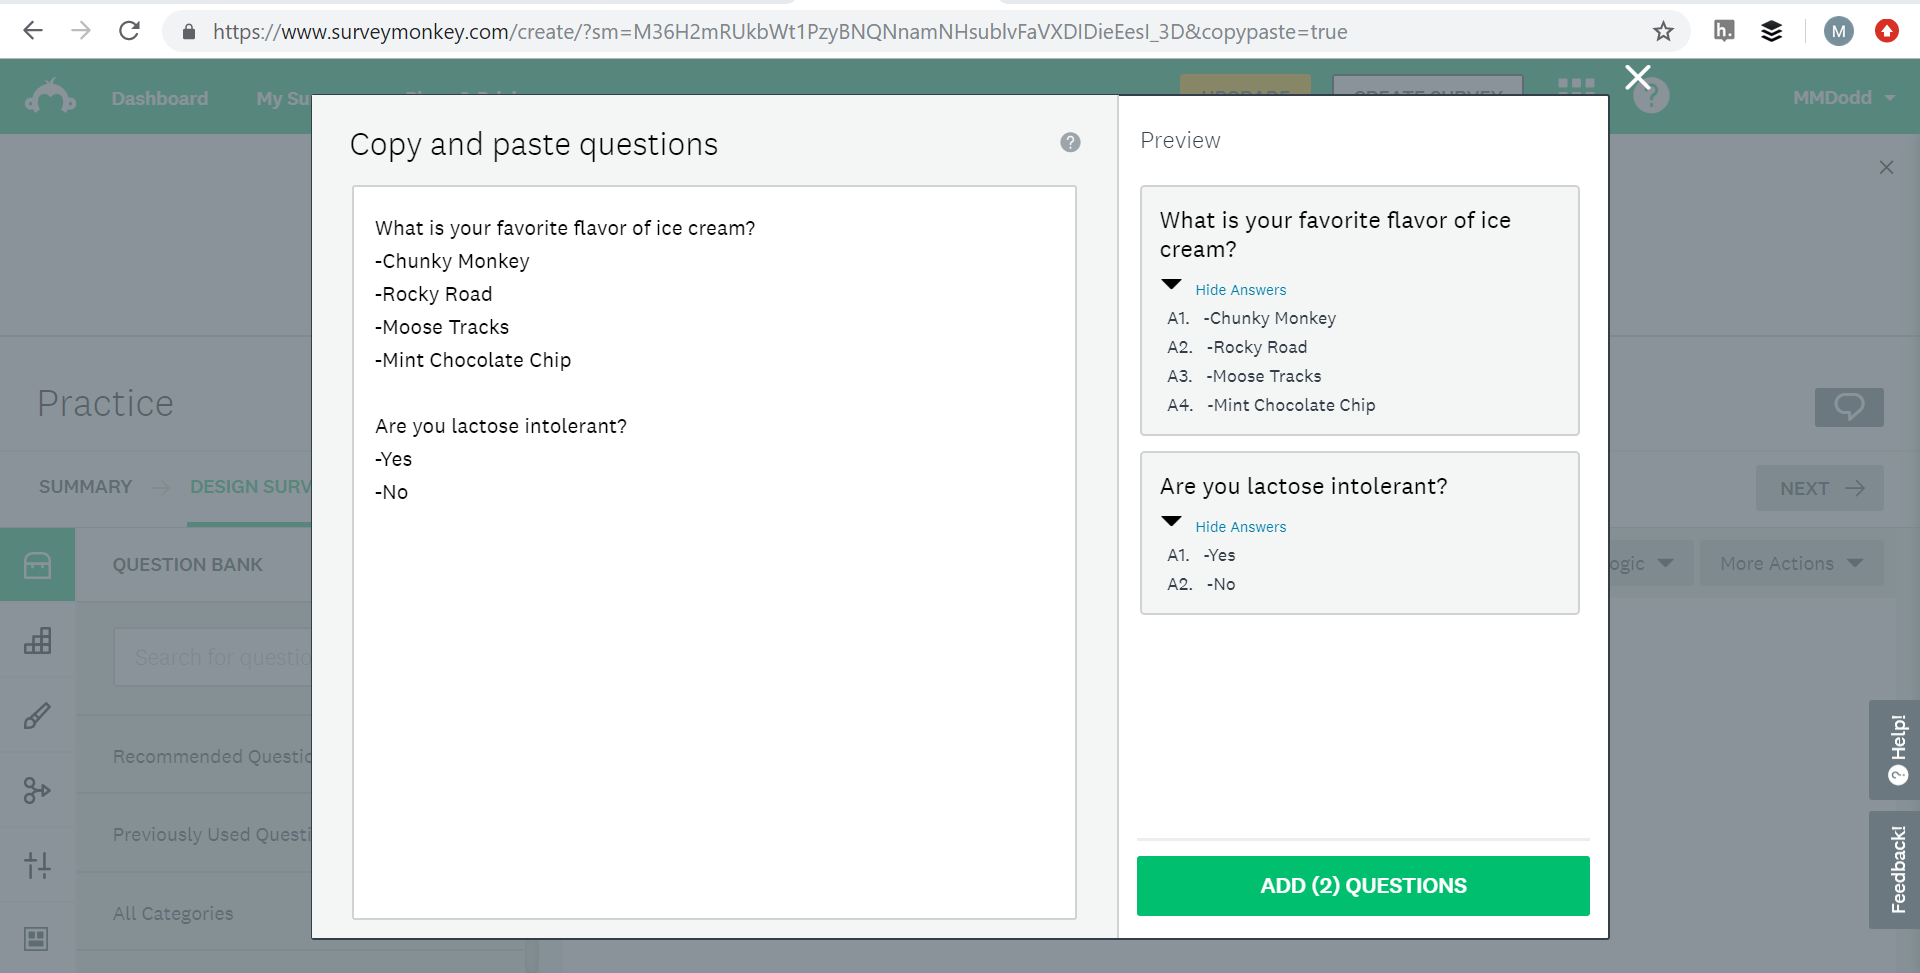 https://www.surveymonkey.com/create/?sm=M36H2mRUkbWt1PzyBNQNnamNHsublvFaVXDIDieEesI_3D&copypaste=true
M
Dashboard
My Su
UPGRADE
CREATE SURVEY
?
MMDodd
Copy and paste questions
?
What is your favorite flavor of ice cream?
-Chunky Monkey
-Rocky Road
-Moose Tracks
-Mint Chocolate Chip
Are you lactose intolerant?
-Yes
-No
Preview
What is your favorite flavor of ice
cream?
Hide Answers
A1. -Chunky Monkey
A2. -Rocky Road
A3. -Moose Tracks
A4. -Mint Chocolate Chip
Are you lactose intolerant?
Hide Answers
A1. -Yes
A2. -No
ADD (2) QUESTIONS
Practice
SUMMARY
DESIGN SURV
NEXT
QUESTION BANK
ogic
More Actions
Search for questio
Recommended Questio
Previously Used Questi
All Categories
? Help!
Feedback!